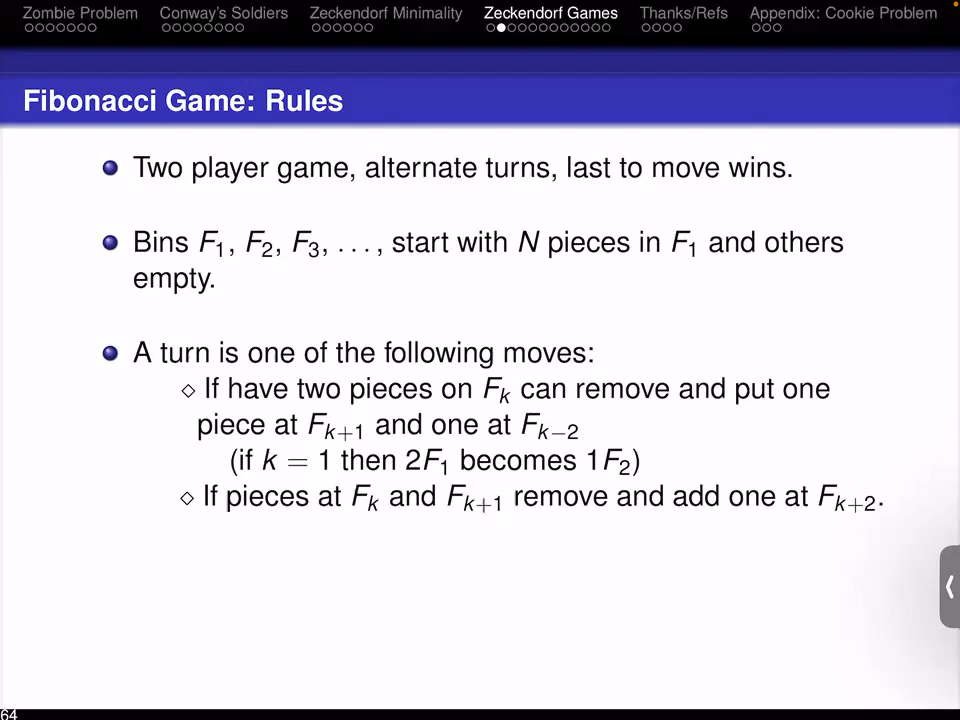 Zombie Problem Conway's Soldiers Zeckendorf Minimality Zeckendorf Games Thanks/Refs Appendix: Cookie Problem
Fibonacci Game: Rules
Two player game, alternate turns, last to move wins.
Bins F₁, F₂, F₃, . . . , start with N pieces in F₁ and others
empty.
A turn is one of the following moves:
⋄ If have two pieces on Fₖ can remove and put one
piece at Fₖ₊₁ and one at Fₖ₋₂
(if k = 1 then 2F₁ becomes 1F₂)
⋄ If pieces at Fₖ and Fₖ₊₁ remove and add one at Fₖ₊₂.
64